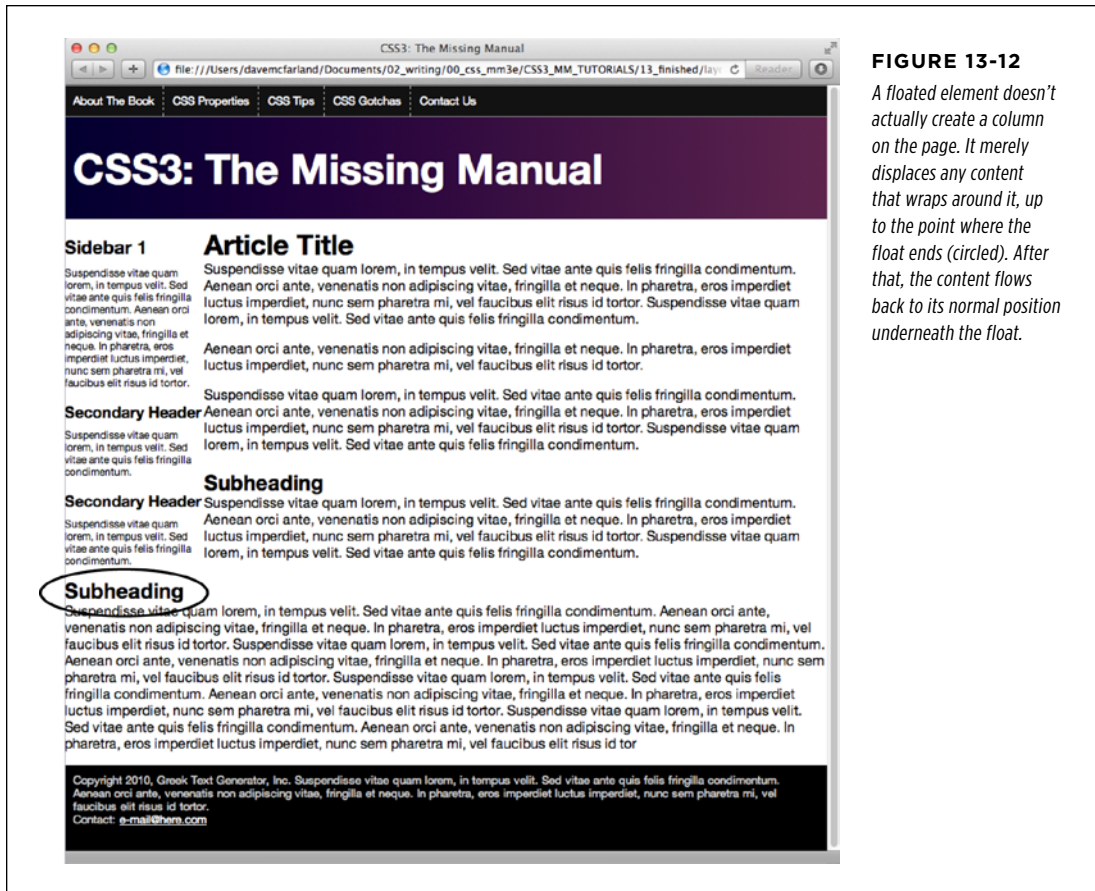 CSS3: The Missing Manual
file:///Users/davemcfarland/Documents/02_writing/00_css_mm3e/CSS3_MM_TUTORIALS/13_finished/layo
Reader
About The Book
CSS Properties
CSS Tips
CSS Gotchas
Contact Us
CSS3: The Missing Manual
Sidebar 1
Suspendisse vitae quam
lorem, in tempus velit. Sed
vitae ante quis felis fringilla
condimentum. Aenean orci
ante, venenatis non
adipiscing vitae, fringilla et
neque. In pharetra, eros
imperdiet luctus imperdiet,
nunc sem pharetra mi, vel
faucibus elit risus id tortor.
Secondary Header
Suspendisse vitae quam
lorem, in tempus velit. Sed
vitae ante quis felis fringilla
condimentum.
Secondary Header
Suspendisse vitae quam
lorem, in tempus velit. Sed
vitae ante quis felis fringilla
condimentum.
Article Title
Suspendisse vitae quam lorem, in tempus velit. Sed vitae ante quis felis fringilla condimentum.
Aenean orci ante, venenatis non adipiscing vitae, fringilla et neque. In pharetra, eros imperdiet
luctus imperdiet, nunc sem pharetra mi, vel faucibus elit risus id tortor. Suspendisse vitae quam
lorem, in tempus velit. Sed vitae ante quis felis fringilla condimentum.
Aenean orci ante, venenatis non adipiscing vitae, fringilla et neque. In pharetra, eros imperdiet
luctus imperdiet, nunc sem pharetra mi, vel faucibus elit risus id tortor.
Suspendisse vitae quam lorem, in tempus velit. Sed vitae ante quis felis fringilla condimentum.
Aenean orci ante, venenatis non adipiscing vitae, fringilla et neque. In pharetra, eros imperdiet
luctus imperdiet, nunc sem pharetra mi, vel faucibus elit risus id tortor. Suspendisse vitae quam
lorem, in tempus velit. Sed vitae ante quis felis fringilla condimentum.
Subheading
Suspendisse vitae quam lorem, in tempus velit. Sed vitae ante quis felis fringilla condimentum.
Aenean orci ante, venenatis non adipiscing vitae, fringilla et neque. In pharetra, eros imperdiet
luctus imperdiet, nunc sem pharetra mi, vel faucibus elit risus id tortor. Suspendisse vitae quam
lorem, in tempus velit. Sed vitae ante quis felis fringilla condimentum.
Subheading
Suspendisse vitae quam lorem, in tempus velit. Sed vitae ante quis felis fringilla condimentum. Aenean orci ante,
venenatis non adipiscing vitae, fringilla et neque. In pharetra, eros imperdiet luctus imperdiet, nunc sem pharetra mi, vel
faucibus elit risus id tortor. Suspendisse vitae quam lorem, in tempus velit. Sed vitae ante quis felis fringilla condimentum.
Aenean orci ante, venenatis non adipiscing vitae, fringilla et neque. In pharetra, eros imperdiet luctus imperdiet, nunc sem
pharetra mi, vel faucibus elit risus id tortor. Suspendisse vitae quam lorem, in tempus velit. Sed vitae ante quis felis
fringilla condimentum. Aenean orci ante, venenatis non adipiscing vitae, fringilla et neque. In pharetra, eros imperdiet
luctus imperdiet, nunc sem pharetra mi, vel faucibus elit risus id tortor. Suspendisse vitae quam lorem, in tempus velit.
Sed vitae ante quis felis fringilla condimentum. Aenean orci ante, venenatis non adipiscing vitae, fringilla et neque. In
pharetra, eros imperdiet luctus imperdiet, nunc sem pharetra mi, vel faucibus elit risus id tor
Copyright 2010, Greek Text Generator, Inc. Suspendisse vitae quam lorem, in tempus velit. Sed vitae ante quis felis fringilla condimentum.
Aenean orci ante, venenatis non adipiscing vitae, fringilla et neque. In pharetra, eros imperdiet luctus imperdiet, nunc sem pharetra mi, vel
faucibus elit risus id tortor.
Contact: e-mail@here.com
FIGURE 13-12
A floated element doesn't
actually create a column
on the page. It merely
displaces any content
that wraps around it, up
to the point where the
float ends (circled). After
that, the content flows
back to its normal position
underneath the float.